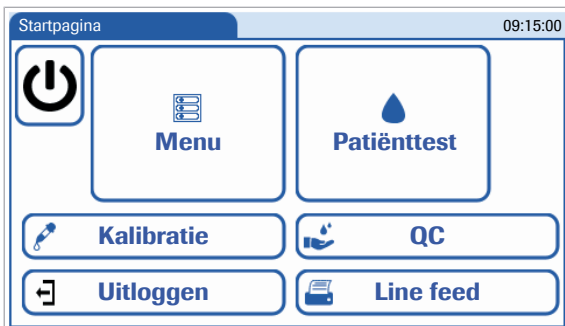 Startpagina
09:15:00
Menu
Patiënttest
Kalibratie
QC
Uitloggen
Line feed